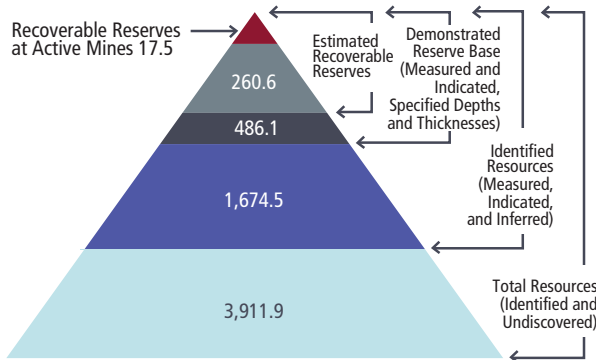 Recoverable Reserves
at Active Mines 17.5
Estimated
Recoverable
Reserves
Demonstrated
Reserve Base
(Measured and
Indicated,
Specified Depths
and Thicknesses)
260.6
486.1
Identified
Resources
(Measured,
Indicated,
and Inferred)
1,674.5
Total Resources
(Identified and
Undiscovered)
3,911.9